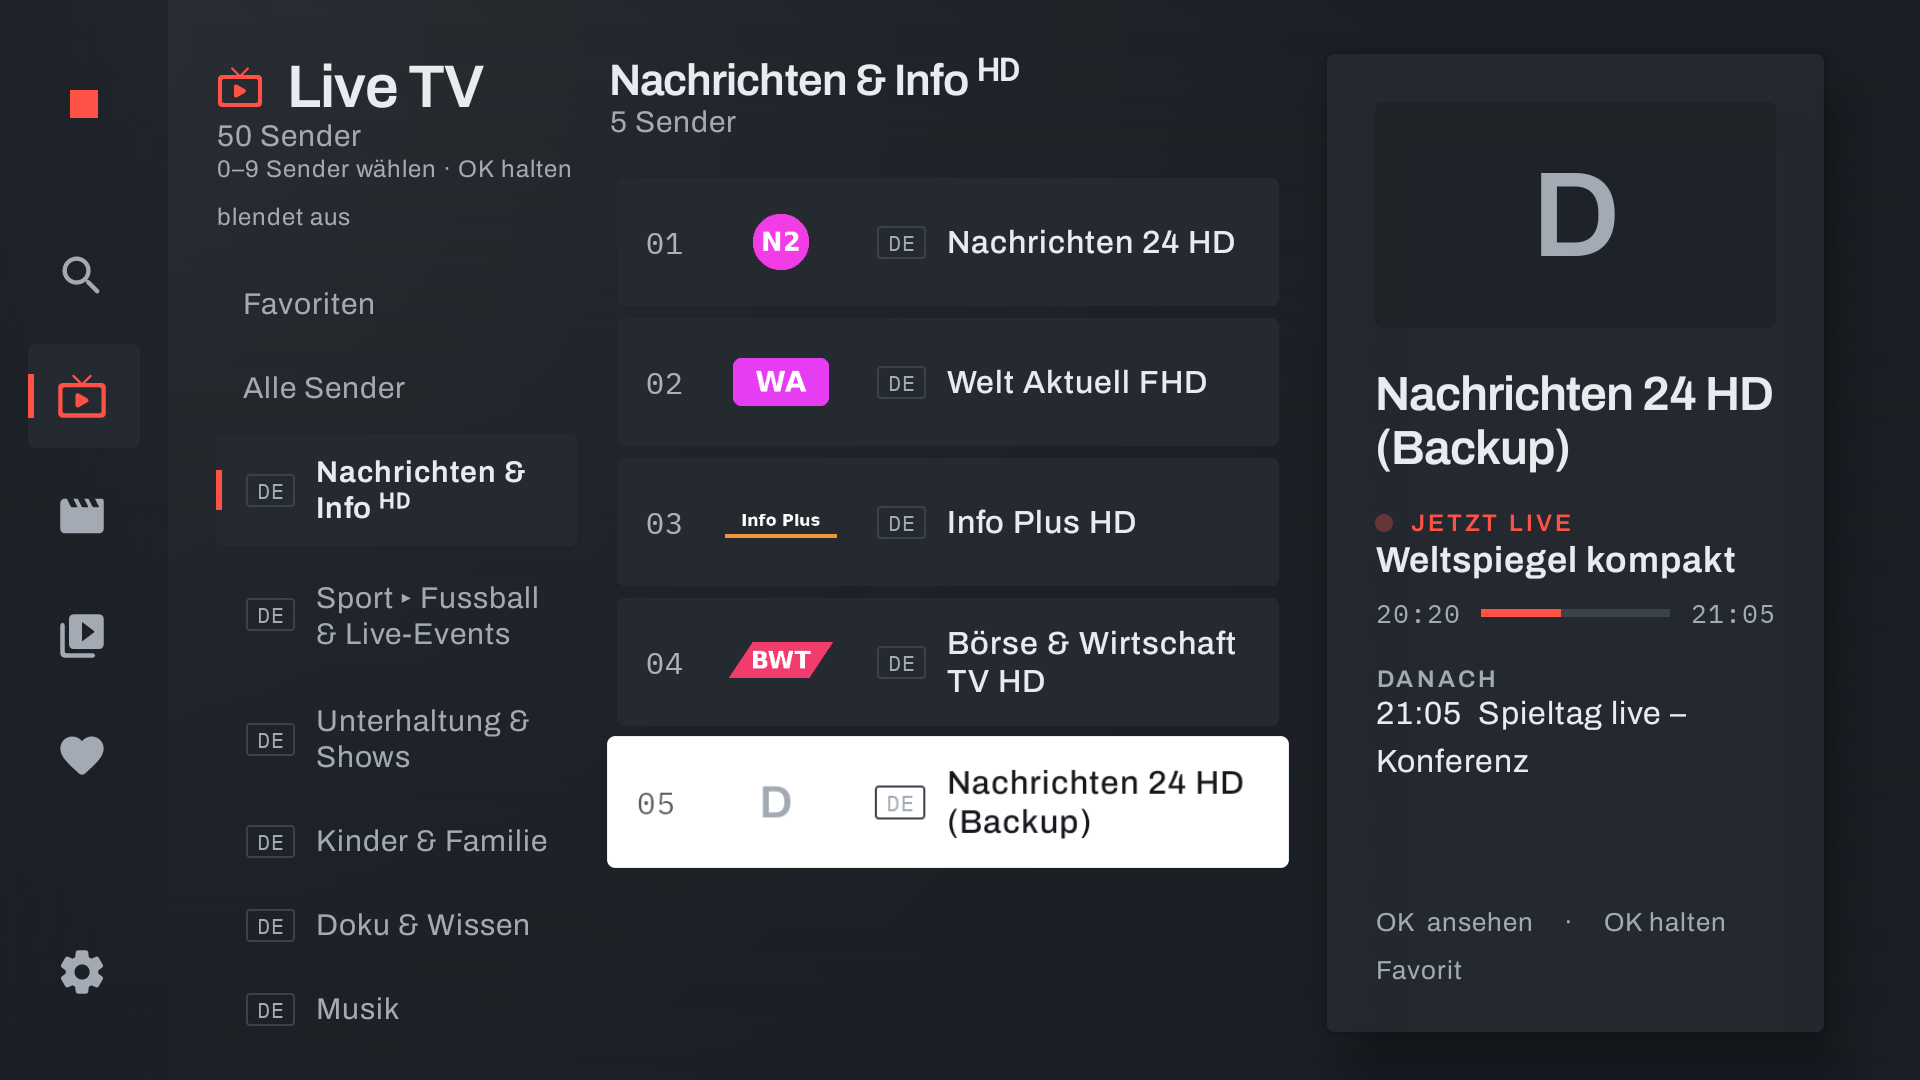 Live TV
50 Sender
0–9 Sender wählen · OK halten
blendet aus
Favoriten
Alle Sender
DE Nachrichten &
Info HD
DE Sport ▸ Fussball
& Live-Events
DE Unterhaltung &
Shows
DE Kinder & Familie
DE Doku & Wissen
DE Musik
Nachrichten & Info HD
5 Sender
01 N2 DE Nachrichten 24 HD
02 WA DE Welt Aktuell FHD
03 Info Plus DE Info Plus HD
04 BWT DE Börse & Wirtschaft
TV HD
05 D DE Nachrichten 24 HD
(Backup)
D
Nachrichten 24 HD
(Backup)
JETZT LIVE
Weltspiegel kompakt
20:20 21:05
DANACH
21:05 Spieltag live –
Konferenz
OK ansehen · OK halten
Favorit